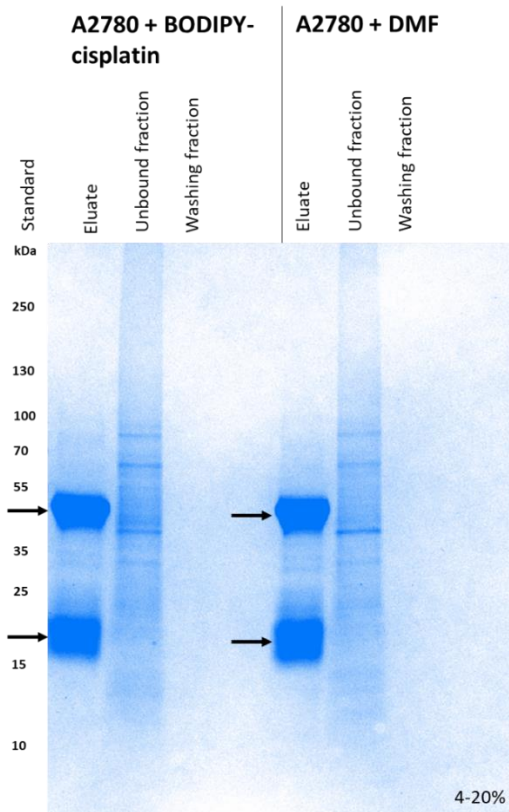 A2780 + BODIPY-
cisplatin
A2780 + DMF
Standard
Eluate
Unbound fraction
Washing fraction
Eluate
Unbound fraction
Washing fraction
kDa
250
130
100
70
55
35
25
15
10
4-20%